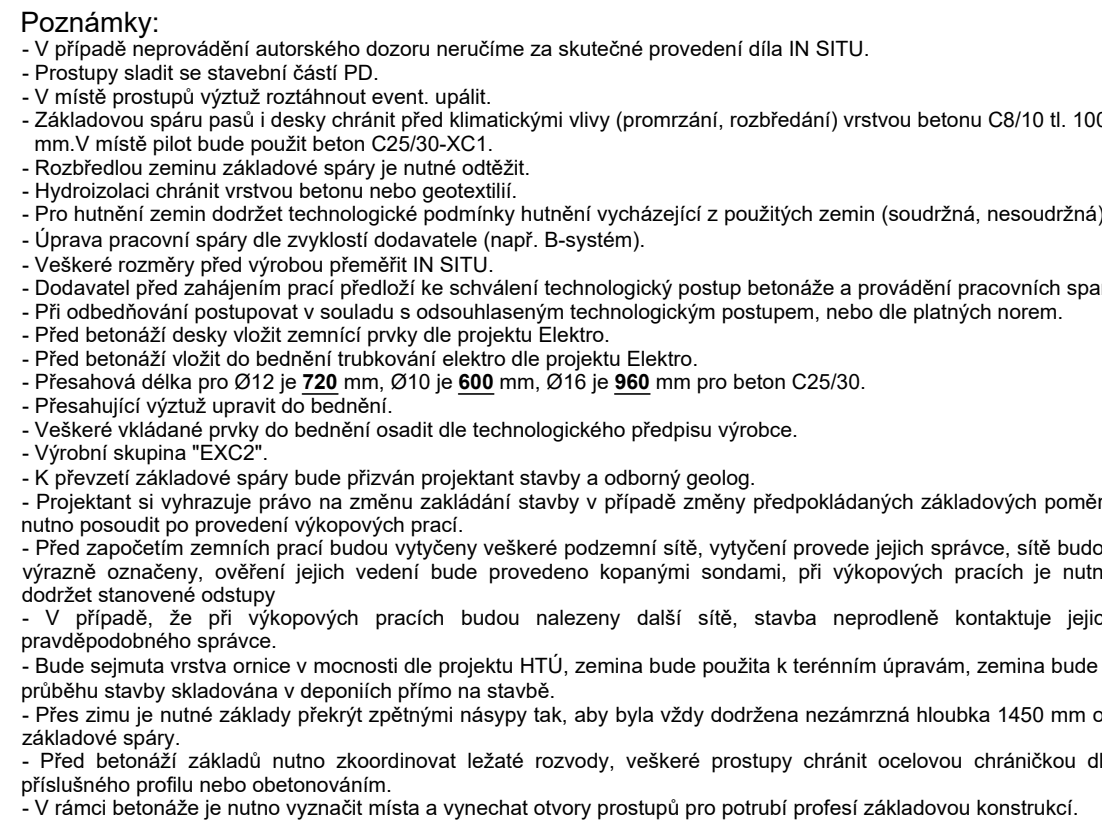 Poznámky:
- V případě neprovádění autorského dozoru neručíme za skutečné provedení díla IN SITU.
- Prostupy sladit se stavební částí PD.
- V místě prostupů výztuž roztáhnout event. upálit.
- Základovou spáru pasů i desky chránit před klimatickými vlivy (promrzání, rozbředání) vrstvou betonu C8/10 tl. 100
mm.V místě pilot bude použit beton C25/30-XC1.
- Rozbředlou zeminu základové spáry je nutné odtěžit.
- Hydroizolaci chránit vrstvou betonu nebo geotextilií.
- Pro hutnění zemin dodržet technologické podmínky hutnění vycházející z použitých zemin (soudržná, nesoudržná)
- Úprava pracovní spáry dle zvyklostí dodavatele (např. B-systém).
- Veškeré rozměry před výrobou přeměřit IN SITU.
- Dodavatel před zahájením prací předloží ke schválení technologický postup betonáže a provádění pracovních spar
- Při odbedňování postupovat v souladu s odsouhlaseným technologickým postupem, nebo dle platných norem.
- Před betonáží desky vložit zemnící prvky dle projektu Elektro.
- Před betonáží vložit do bednění trubkování elektro dle projektu Elektro.
- Přesahová délka pro Ø12 je 720 mm, Ø10 je 600 mm, Ø16 je 960 mm pro beton C25/30.
- Přesahující výztuž upravit do bednění.
- Veškeré vkládané prvky do bednění osadit dle technologického předpisu výrobce.
- Výrobní skupina "EXC2".
- K převzetí základové spáry bude přizván projektant stavby a odborný geolog.
- Projektant si vyhrazuje právo na změnu zakládání stavby v případě změny předpokládaných základových poměr
nutno posoudit po provedení výkopových prací.
- Před započetím zemních prací budou vytyčeny veškeré podzemní sítě, vytyčení provede jejich správce, sítě budo
výrazně označeny, ověření jejich vedení bude provedeno kopanými sondami, při výkopových pracích je nutn
dodržet stanovené odstupy
- V případě, že při výkopových pracích budou nalezeny další sítě, stavba neprodleně kontaktuje jejic
pravděpodobného správce.
- Bude sejmuta vrstva ornice v mocnosti dle projektu HTÚ, zemina bude použita k terénním úpravám, zemina bude
průběhu stavby skladována v deponiích přímo na stavbě.
- Přes zimu je nutné základy překrýt zpětnými násypy tak, aby byla vždy dodržena nezámrzná hloubka 1450 mm o
základové spáry.
- Před betonáží základů nutno zkoordinovat ležaté rozvody, veškeré prostupy chránit ocelovou chráničkou dl
příslušného profilu nebo obetonováním.
- V rámci betonáže je nutno vyznačit místa a vynechat otvory prostupů pro potrubí profesí základovou konstrukcí.